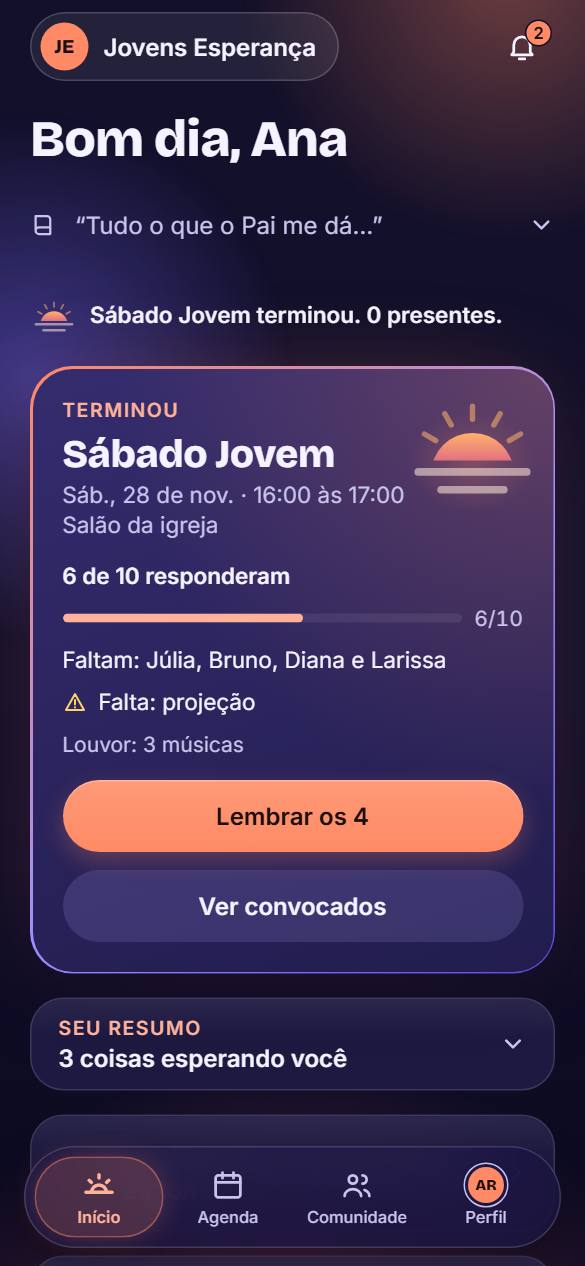 JE Jovens Esperança 2
Bom dia, Ana
“Tudo o que o Pai me dá...”
Sábado Jovem terminou. 0 presentes.
TERMINOU
Sábado Jovem
Sáb., 28 de nov. · 16:00 às 17:00
Salão da igreja
6 de 10 responderam
6/10
Faltam: Júlia, Bruno, Diana e Larissa
Falta: projeção
Louvor: 3 músicas
Lembrar os 4
Ver convocados
SEU RESUMO
3 coisas esperando você
AR
Início Agenda Comunidade Perfil